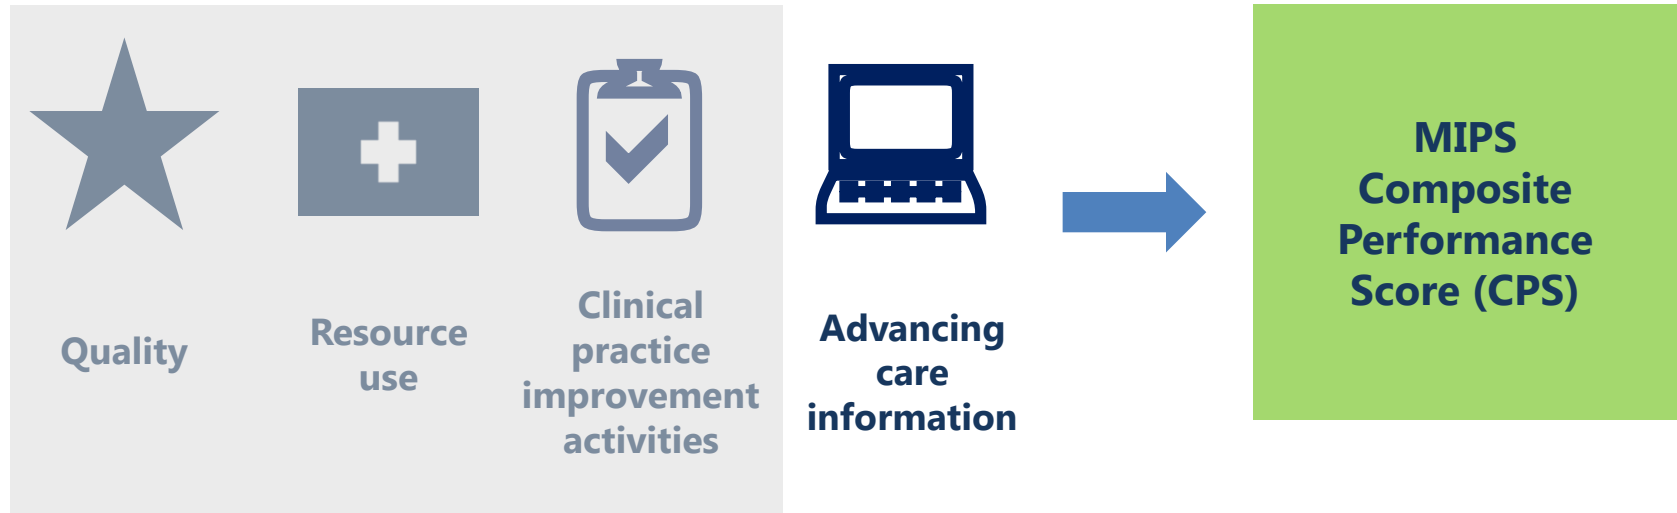 Quality
Resource
use
Clinical
practice
improvement
activities
Advancing
care
information
MIPS
Composite
Performance
Score (CPS)